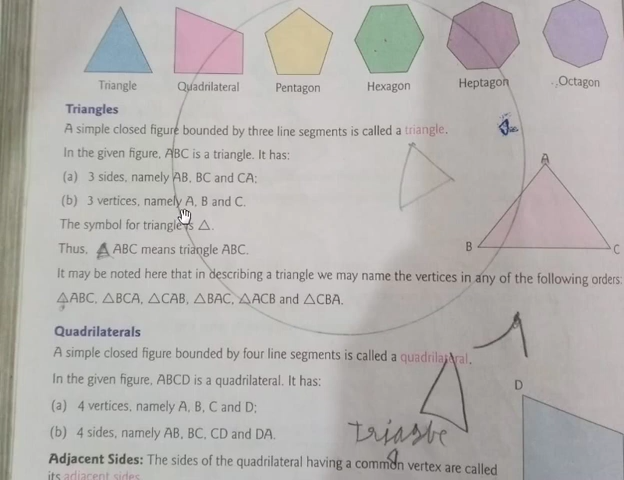 Triangle Quadrilateral Pentagon Hexagon Heptagon Octagon
Triangles
A simple closed figure bounded by three line segments is called a triangle.
In the given figure, ABC is a triangle. It has:
(a) 3 sides, namely AB, BC and CA;
A
(b) 3 vertices, namely A, B and C.
The symbol for triangle is △.
B C
Thus, △ ABC means triangle ABC.
It may be noted here that in describing a triangle we may name the vertices in any of the following orders:
△ABC, △BCA, △CAB, △BAC, △ACB and △CBA.
Quadrilaterals
A simple closed figure bounded by four line segments is called a quadrilateral.
In the given figure, ABCD is a quadrilateral. It has:
D
(a) 4 vertices, namely A, B, C and D;
(b) 4 sides, namely AB, BC, CD and DA.
Adjacent Sides: The sides of the quadrilateral having a common vertex are called
its adjacent sides.